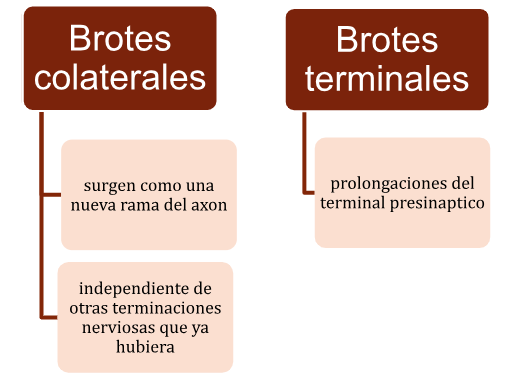 Brotes
colaterales
surgen como una
nueva rama del axon
independiente de
otras terminaciones
nerviosas que ya
hubiera
Brotes
terminales
prolongaciones del
terminal presinaptico